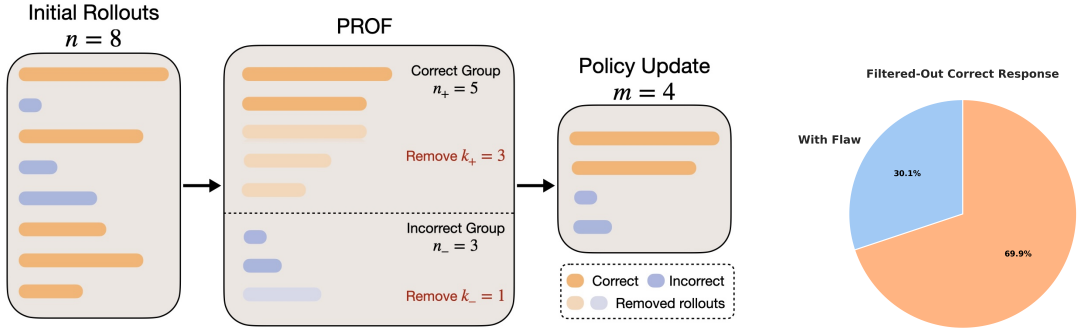 Initial Rollouts
n = 8
PROF
Correct Group
n₊ = 5
Remove k₊ = 3
Incorrect Group
n₋ = 3
Remove k₋ = 1
Policy Update
m = 4
Correct
Incorrect
Removed rollouts
Filtered-Out Correct Response
With Flaw
30.1%
69.9%